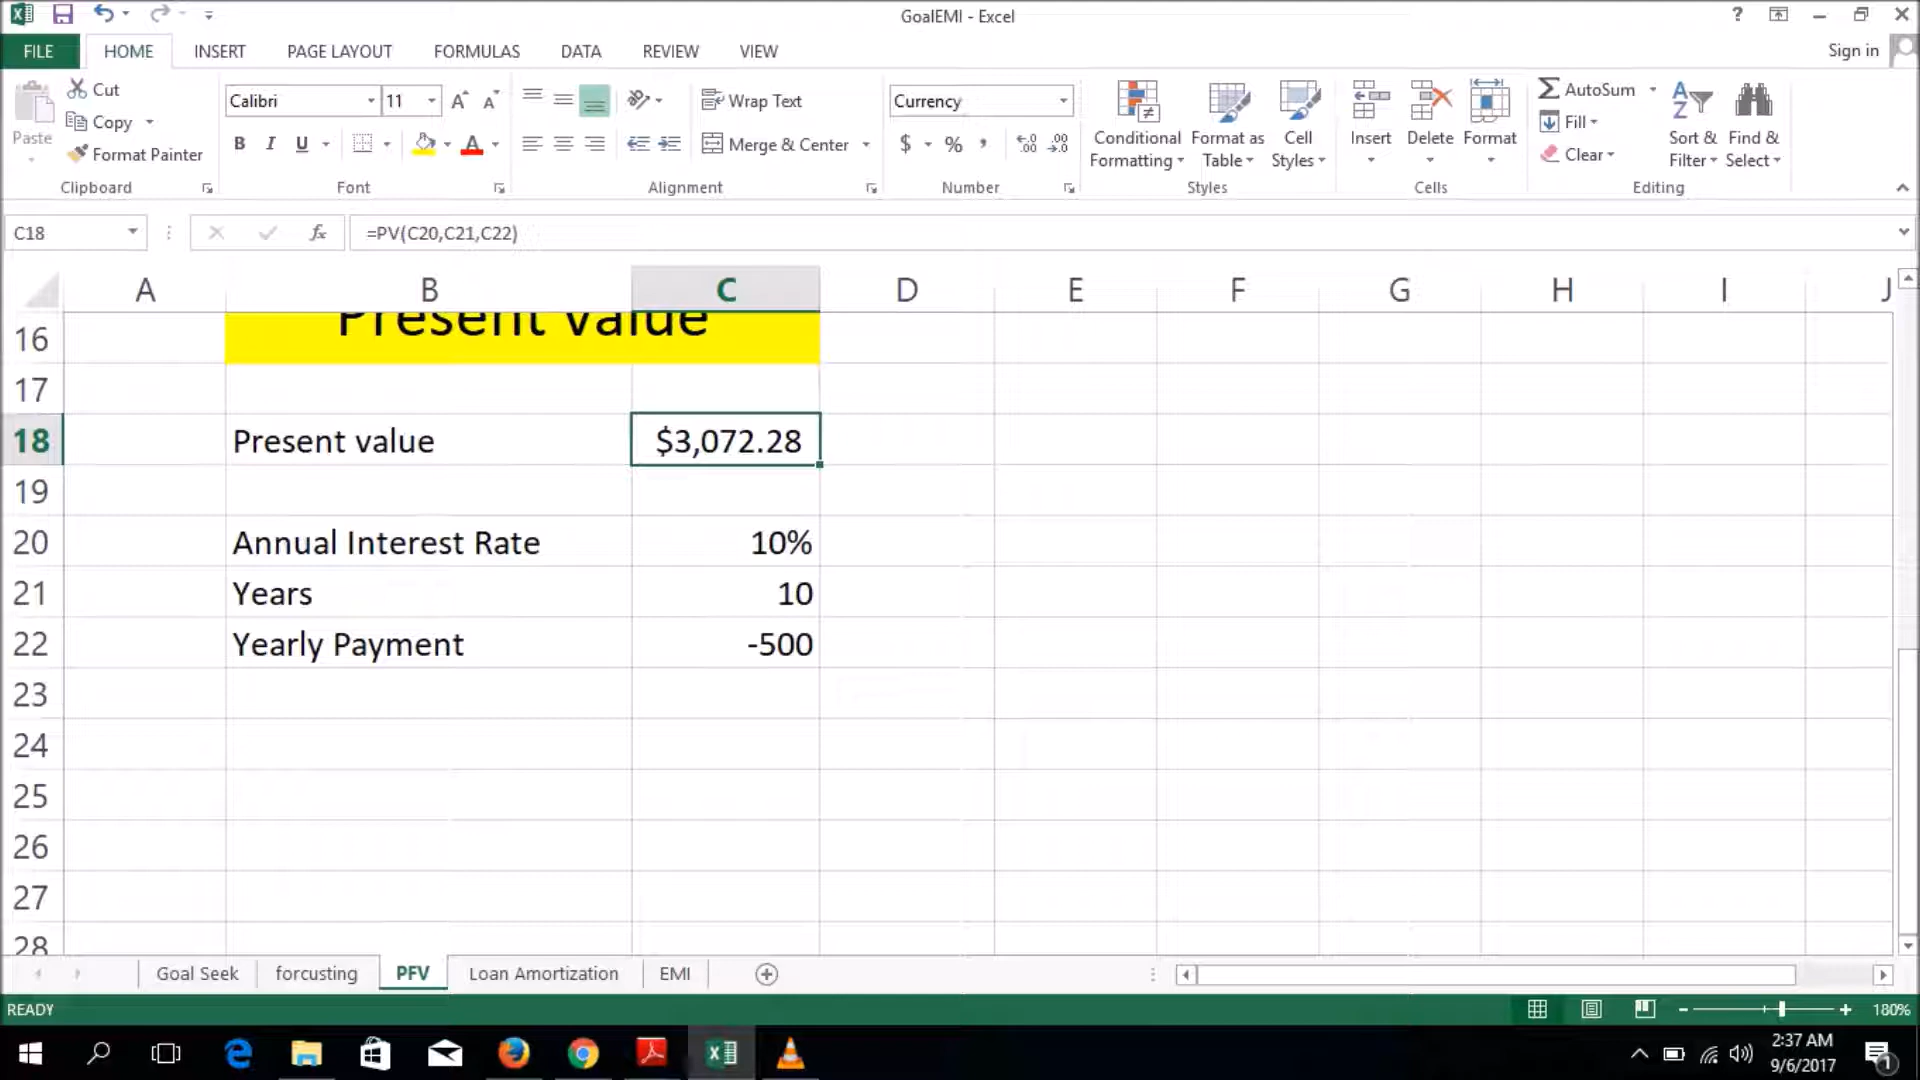 GoalEMI - Excel
FILE HOME INSERT PAGE LAYOUT FORMULAS DATA REVIEW VIEW Sign in
Paste Cut Copy Format Painter
Calibri 11 Wrap Text Currency AutoSum
B I U Merge & Center $ % , Fill Clear
Conditional Formatting Format as Table Cell Styles Insert Delete Format Sort & Filter Find & Select
Clipboard Font Alignment Number Styles Cells Editing
C18 fx =PV(C20,C21,C22)
A B C D E F G H I J
16 Present Value
17
18 Present value $3,072.28
19
20 Annual Interest Rate 10%
21 Years 10
22 Yearly Payment -500
23
24
25
26
27
28
Goal Seek forcusting PFV Loan Amortization EMI
READY 180%
2:37 AM
9/6/2017
1